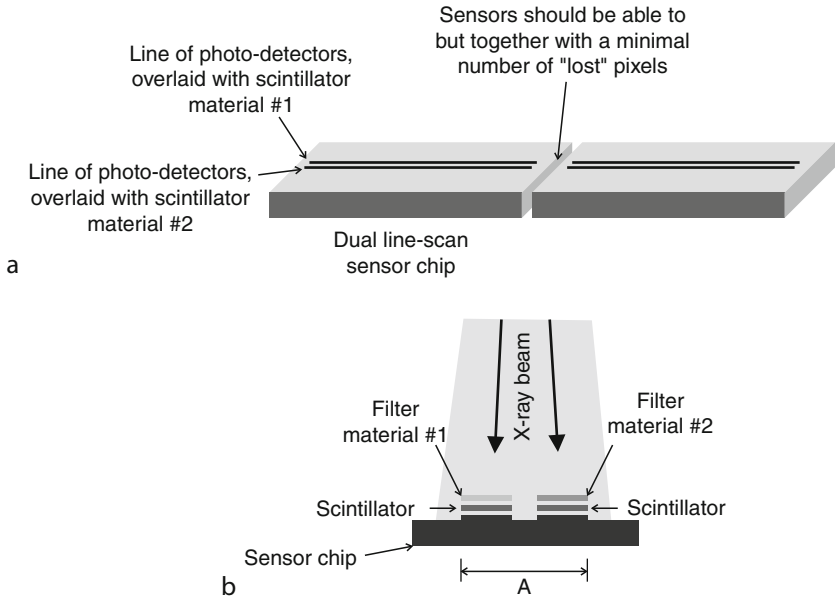 Sensors should be able to
but together with a minimal
number of "lost" pixels
Line of photo-detectors,
overlaid with scintillator
material #1
Line of photo-detectors,
overlaid with scintillator
material #2
Dual line-scan
sensor chip
a
X-ray beam
Filter
material #1
Filter
material #2
Scintillator
Scintillator
Sensor chip
A
b